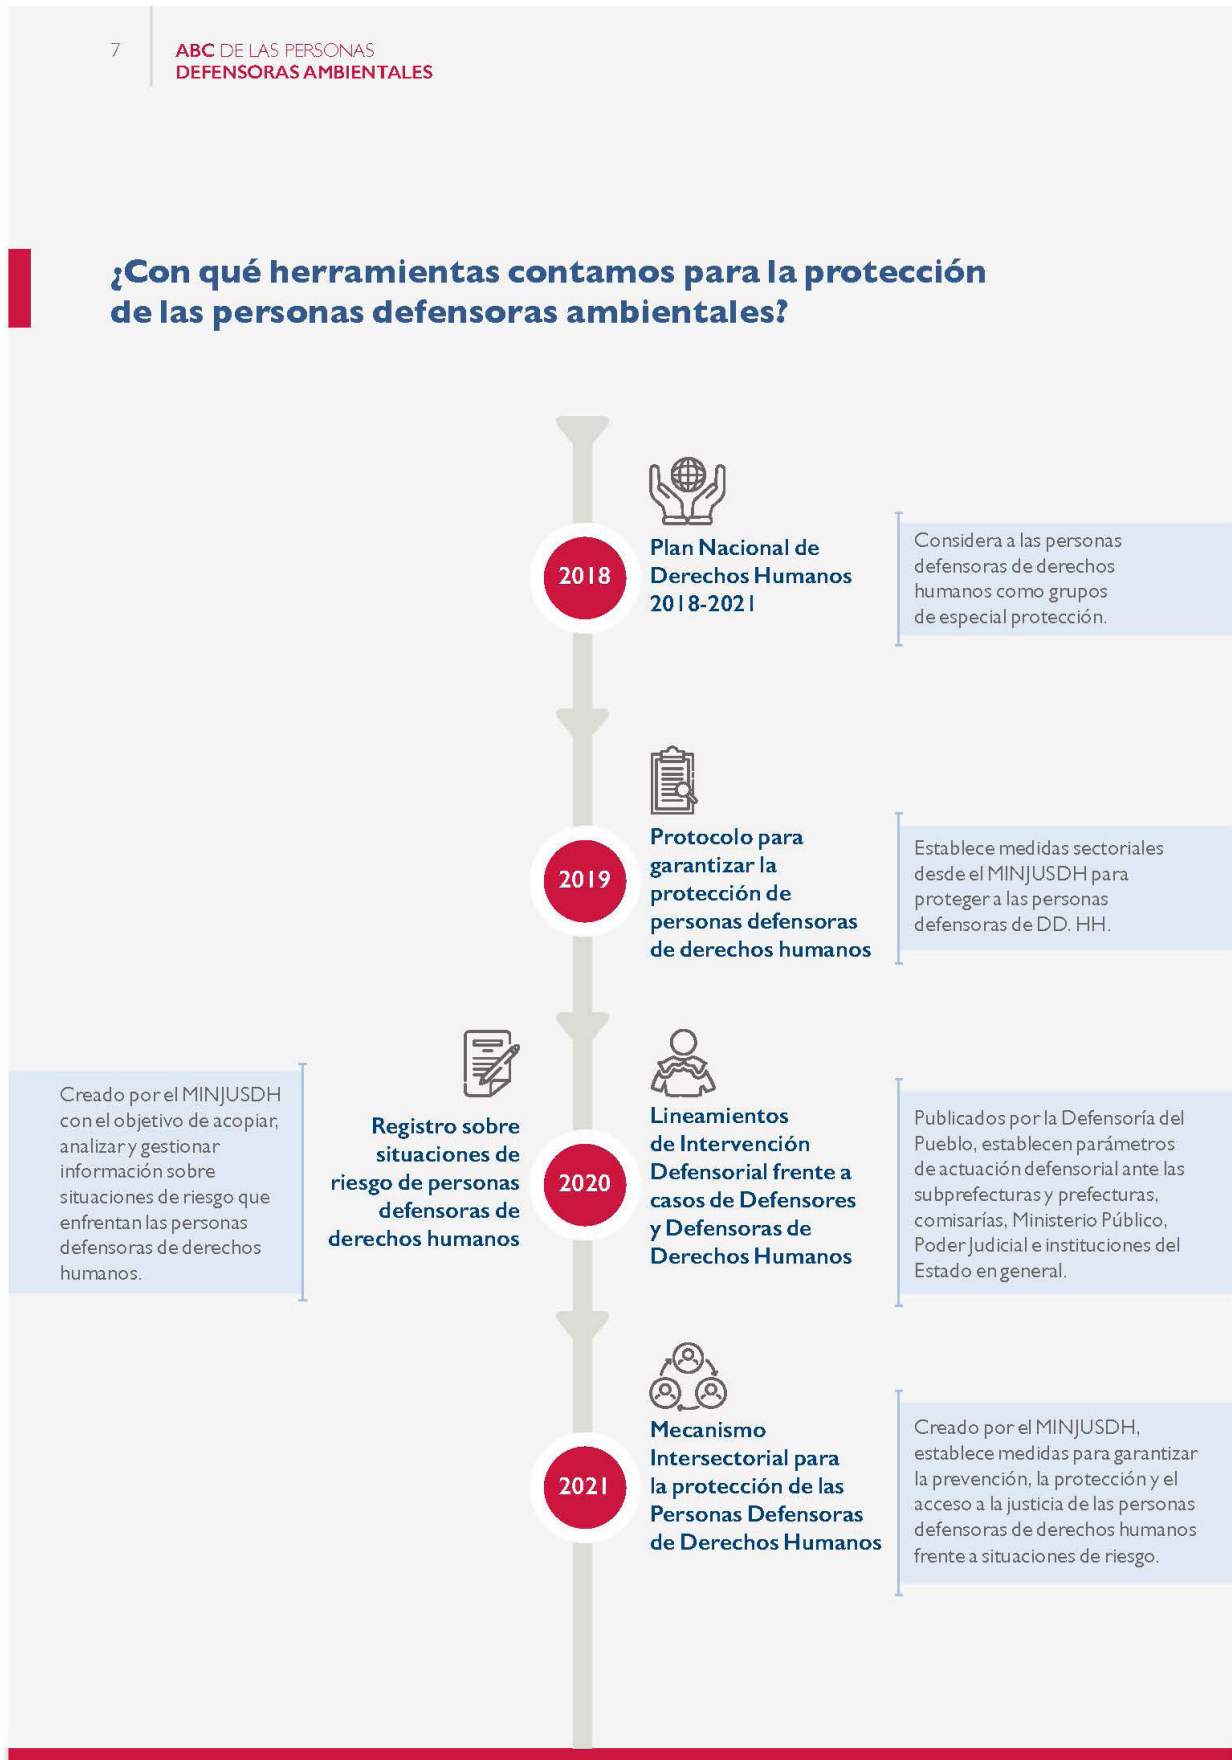 7
ABC DE LAS PERSONAS
DEFENSORAS AMBIENTALES
¿Con qué herramientas contamos para la protección
de las personas defensoras ambientales?
2018
Plan Nacional de
Derechos Humanos
2018-2021
Considera a las personas
defensoras de derechos
humanos como grupos
de especial protección.
2019
Protocolo para
garantizar la
protección de
personas defensoras
de derechos humanos
Establece medidas sectoriales
desde el MINJUSDH para
proteger a las personas
defensoras de DD. HH.
Creado por el MINJUSDH
con el objetivo de acopiar,
analizar y gestionar
información sobre
situaciones de riesgo que
enfrentan las personas
defensoras de derechos
humanos.
Registro sobre
situaciones de
riesgo de personas
defensoras de
derechos humanos
2020
Lineamientos
de Intervención
Defensorial frente a
casos de Defensores
y Defensoras de
Derechos Humanos
Publicados por la Defensoría del
Pueblo, establecen parámetros
de actuación defensorial ante las
subprefecturas y prefecturas,
comisarías, Ministerio Público,
Poder Judicial e instituciones del
Estado en general.
2021
Mecanismo
Intersectorial para
la protección de las
Personas Defensoras
de Derechos Humanos
Creado por el MINJUSDH,
establece medidas para garantizar
la prevención, la protección y el
acceso a la justicia de las personas
defensoras de derechos humanos
frente a situaciones de riesgo.